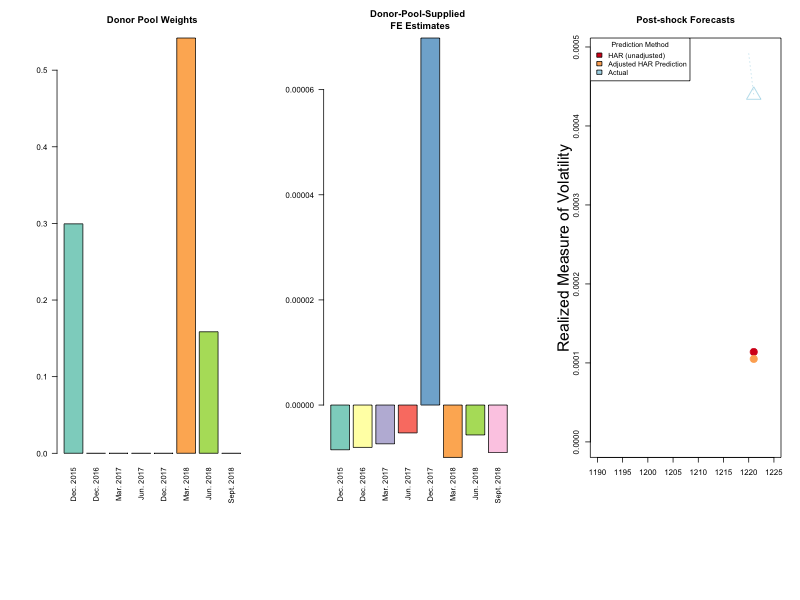 Donor Pool Weights
0.5
0.4
0.3
0.2
0.1
0.0
Dec. 2015
Dec. 2016
Mar. 2017
Jun. 2017
Dec. 2017
Mar. 2018
Jun. 2018
Sept. 2018
Donor-Pool-Supplied
FE Estimates
0.00006
0.00004
0.00002
0.00000
Dec. 2015
Dec. 2016
Mar. 2017
Jun. 2017
Dec. 2017
Mar. 2018
Jun. 2018
Sept. 2018
Post-shock Forecasts
Prediction Method
HAR (unadjusted)
Adjusted HAR Prediction
Actual
Realized Measure of Volatility
0.0005
0.0004
0.0003
0.0002
0.0001
0.0000
1190 1195 1200 1205 1210 1215 1220 1225